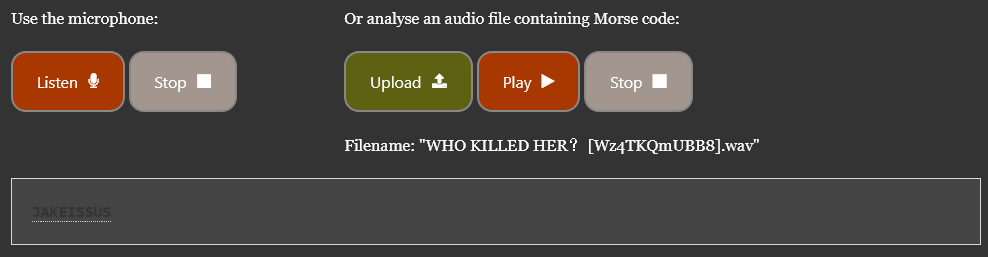 Use the microphone:
Or analyse an audio file containing Morse code:
Listen
Stop
Upload
Play
Stop
Filename: "WHO KILLED HER？ [Wz4TKQmUBB8].wav"
JAKEISSUS